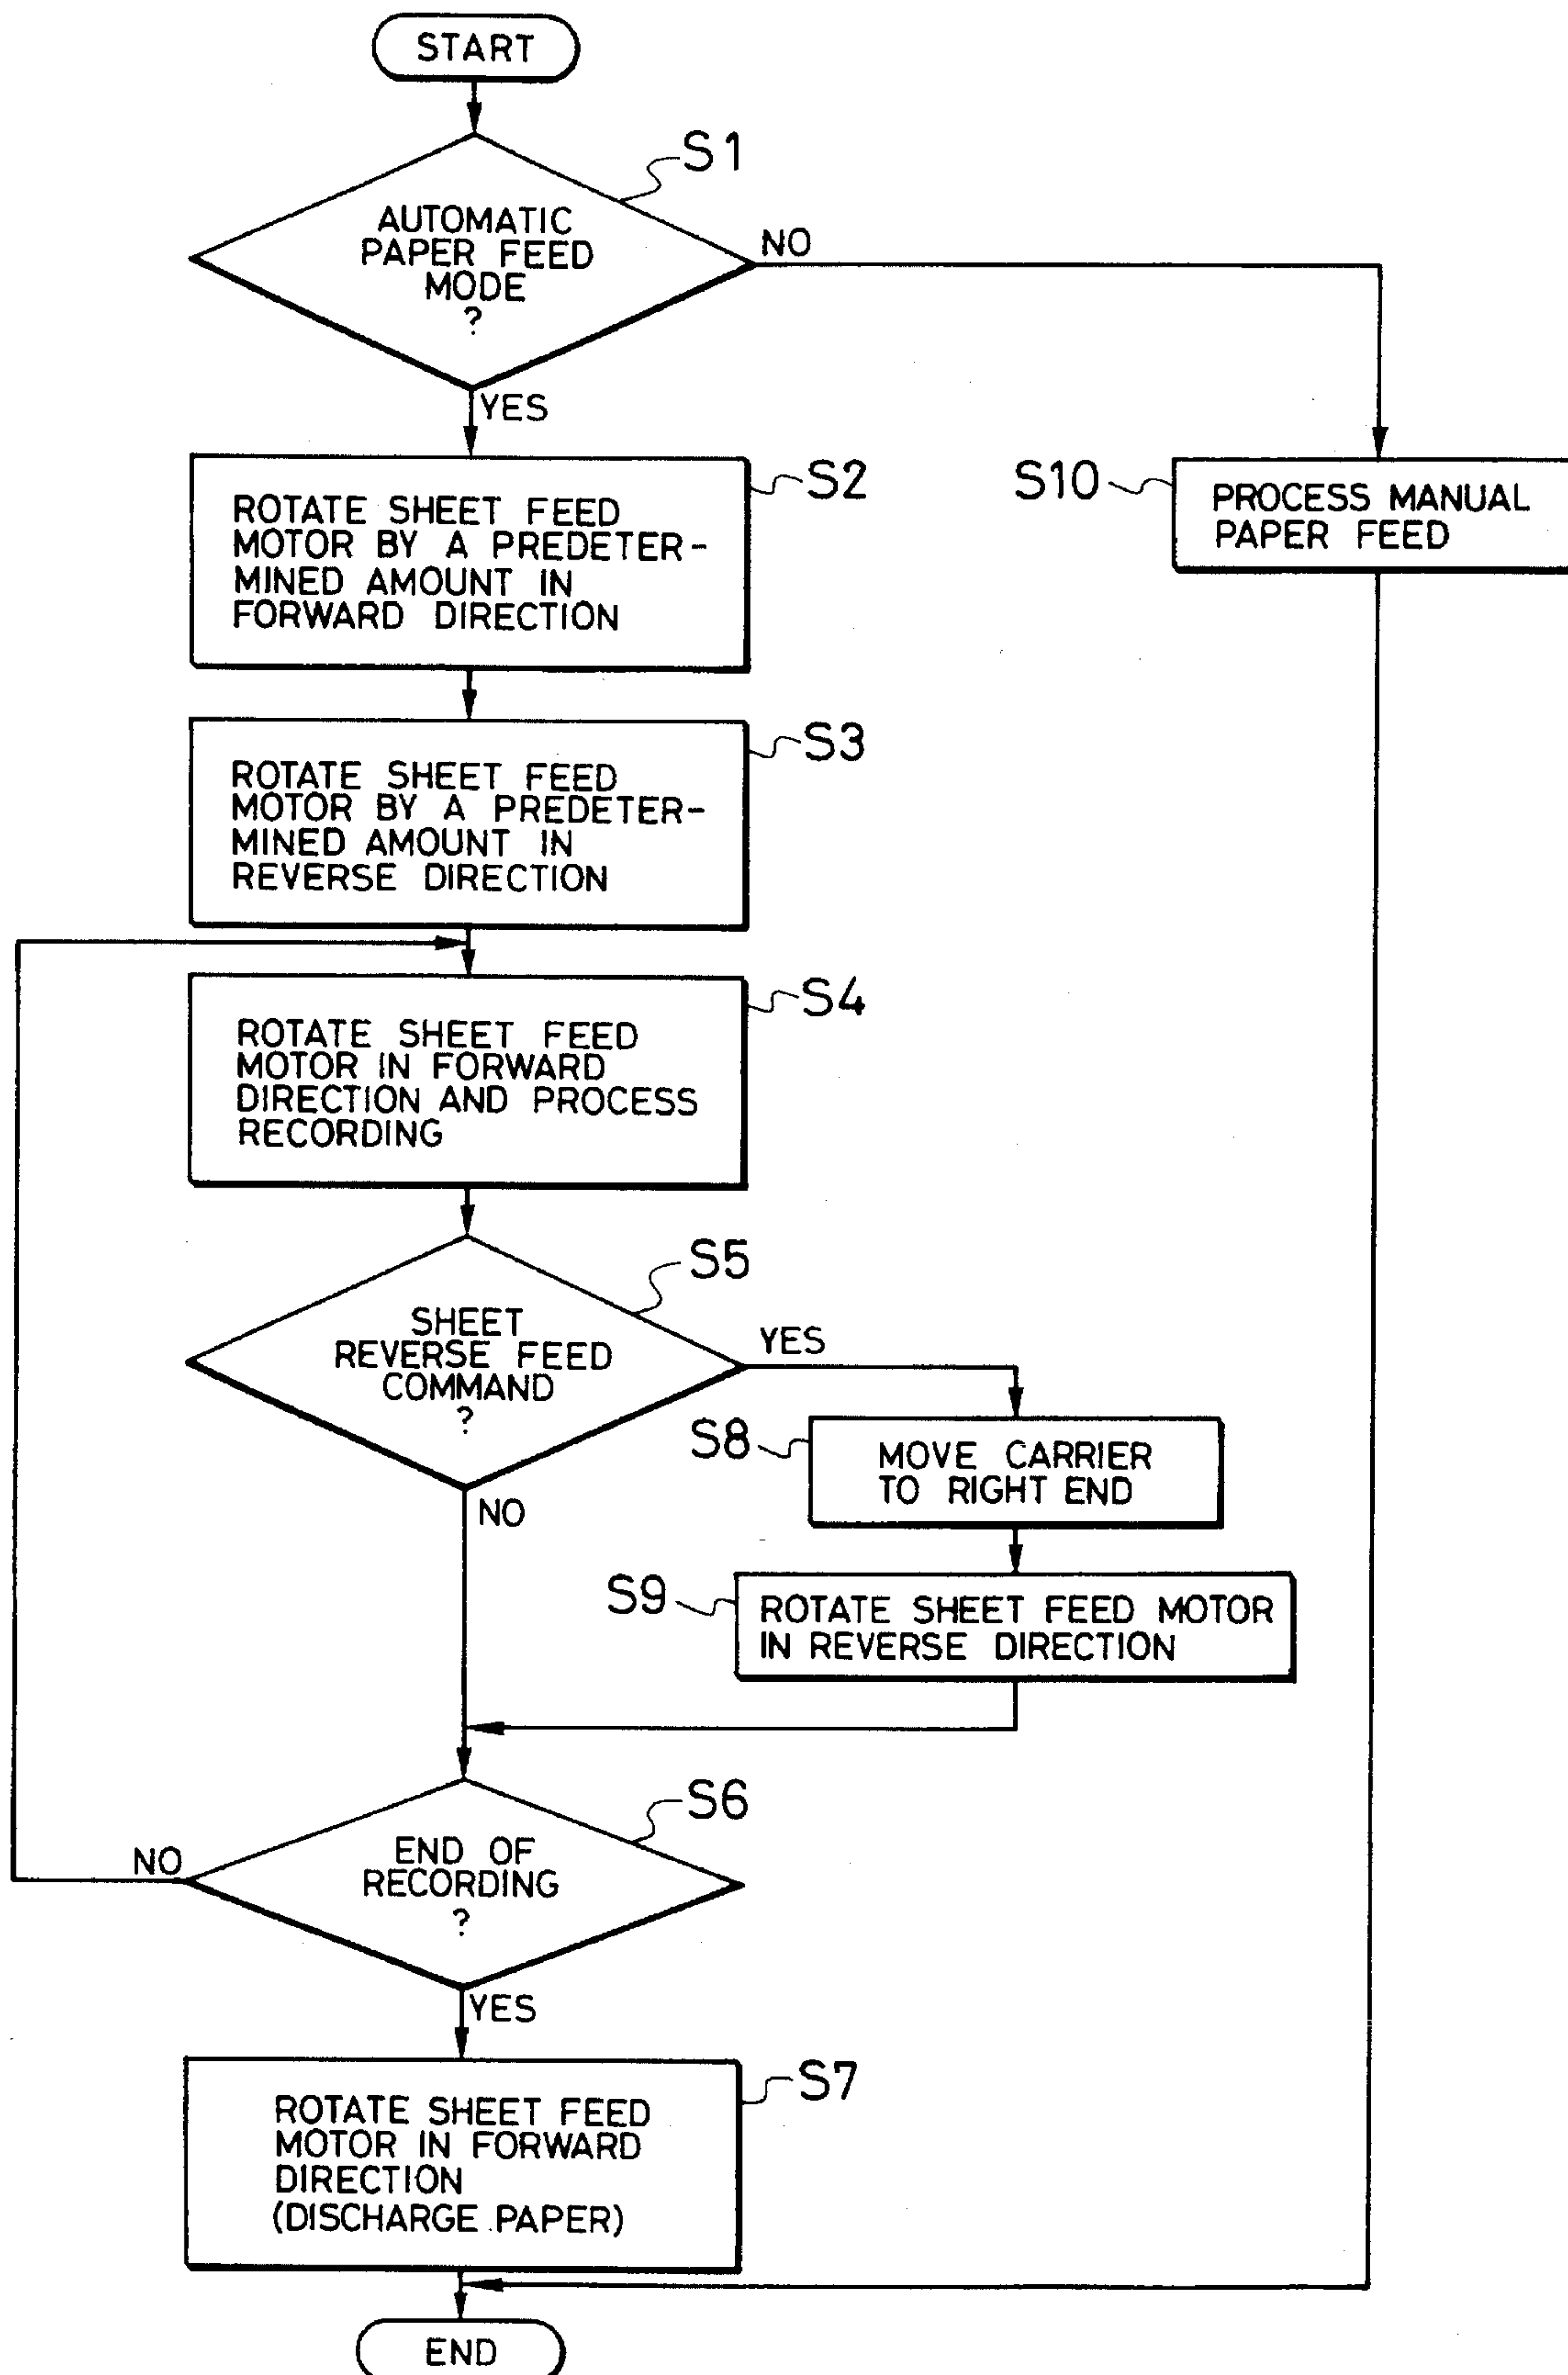 START
S1
AUTOMATIC
PAPER FEED
MODE
?
NO
YES
S2
ROTATE SHEET FEED
MOTOR BY A PREDETER-
MINED AMOUNT IN
FORWARD DIRECTION
S10
PROCESS MANUAL
PAPER FEED
S3
ROTATE SHEET FEED
MOTOR BY A PREDETER-
MINED AMOUNT IN
REVERSE DIRECTION
S4
ROTATE SHEET FEED
MOTOR IN FORWARD
DIRECTION AND PROCESS
RECORDING
S5
SHEET
REVERSE FEED
COMMAND
?
YES
NO
S8
MOVE CARRIER
TO RIGHT END
S9
ROTATE SHEET FEED MOTOR
IN REVERSE DIRECTION
S6
END OF
RECORDING
?
NO
YES
S7
ROTATE SHEET FEED
MOTOR IN FORWARD
DIRECTION
(DISCHARGE PAPER)
END